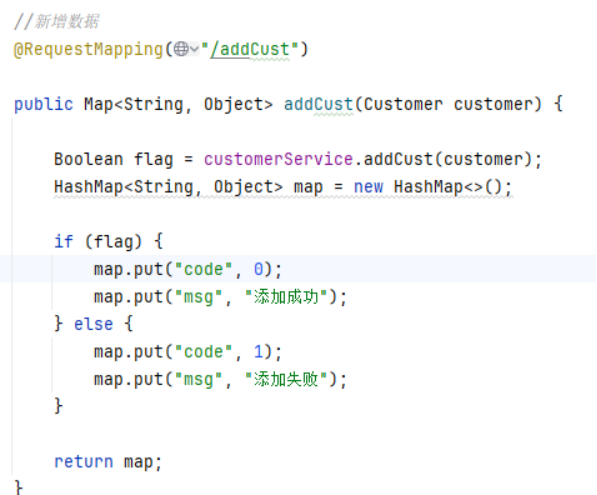 //新增数据
@RequestMapping("/addCust")
public Map<String, Object> addCust(Customer customer) {
Boolean flag = customerService.addCust(customer);
HashMap<String, Object> map = new HashMap<>();
if (flag) {
map.put("code", 0);
map.put("msg", "添加成功");
} else {
map.put("code", 1);
map.put("msg", "添加失败");
}
return map;
}